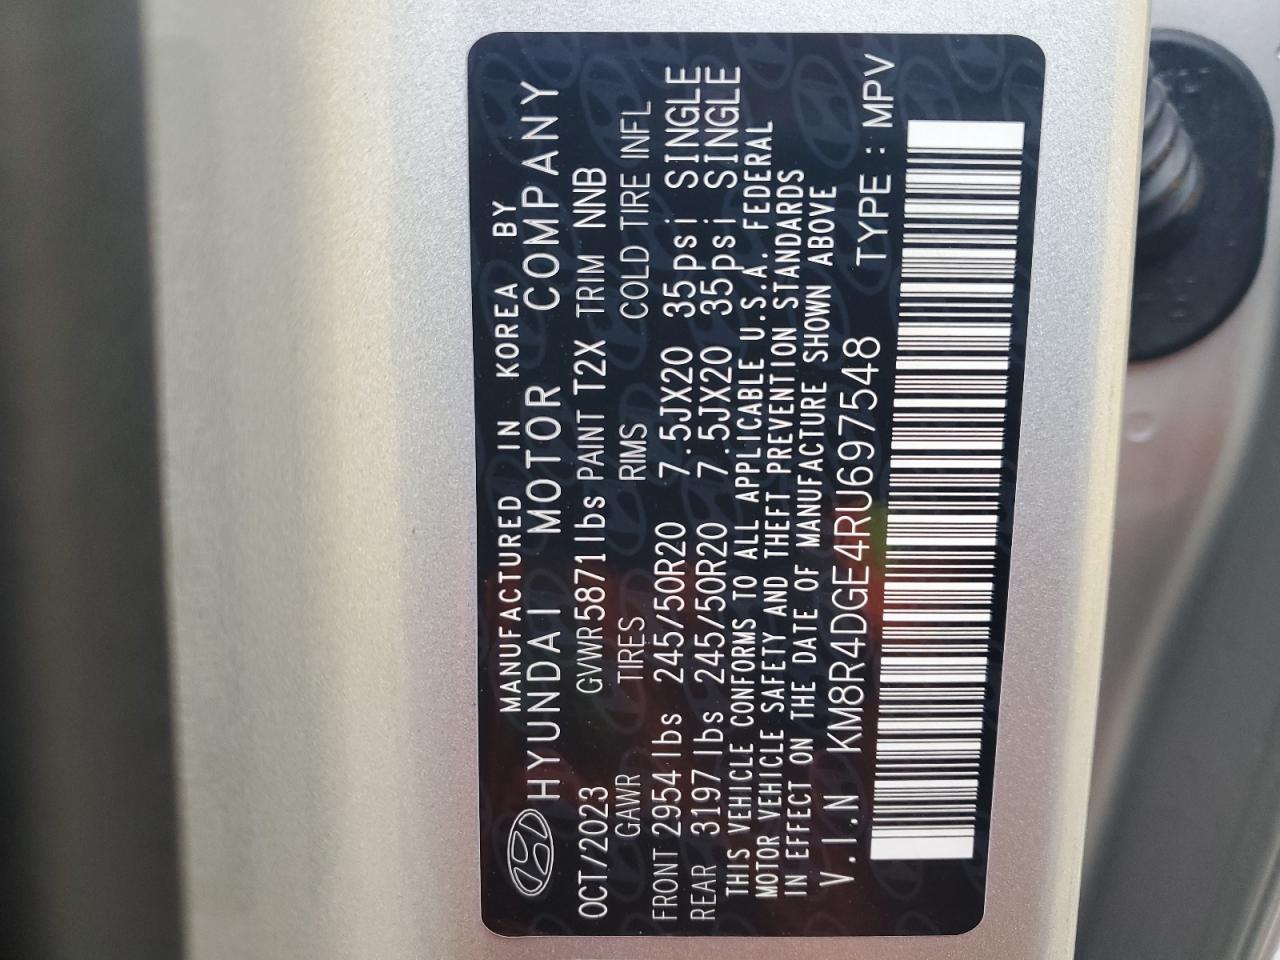 MANUFACTURED IN KOREA BY
HYUNDAI MOTOR COMPANY
OCT/2023 GVWR5871lbs PAINT T2X TRIM NNB
GAWR TIRES RIMS COLD TIRE INFL
FRONT 2954 lbs 245/50R20 7.5JX20 35psi SINGLE
REAR 3197 lbs 245/50R20 7.5JX20 35psi SINGLE
THIS VEHICLE CONFORMS TO ALL APPLICABLE U.S.A. FEDERAL
MOTOR VEHICLE SAFETY AND THEFT PREVENTION STANDARDS
IN EFFECT ON THE DATE OF MANUFACTURE SHOWN ABOVE
V.I.N KM8R4DGE4RU697548 TYPE : MPV